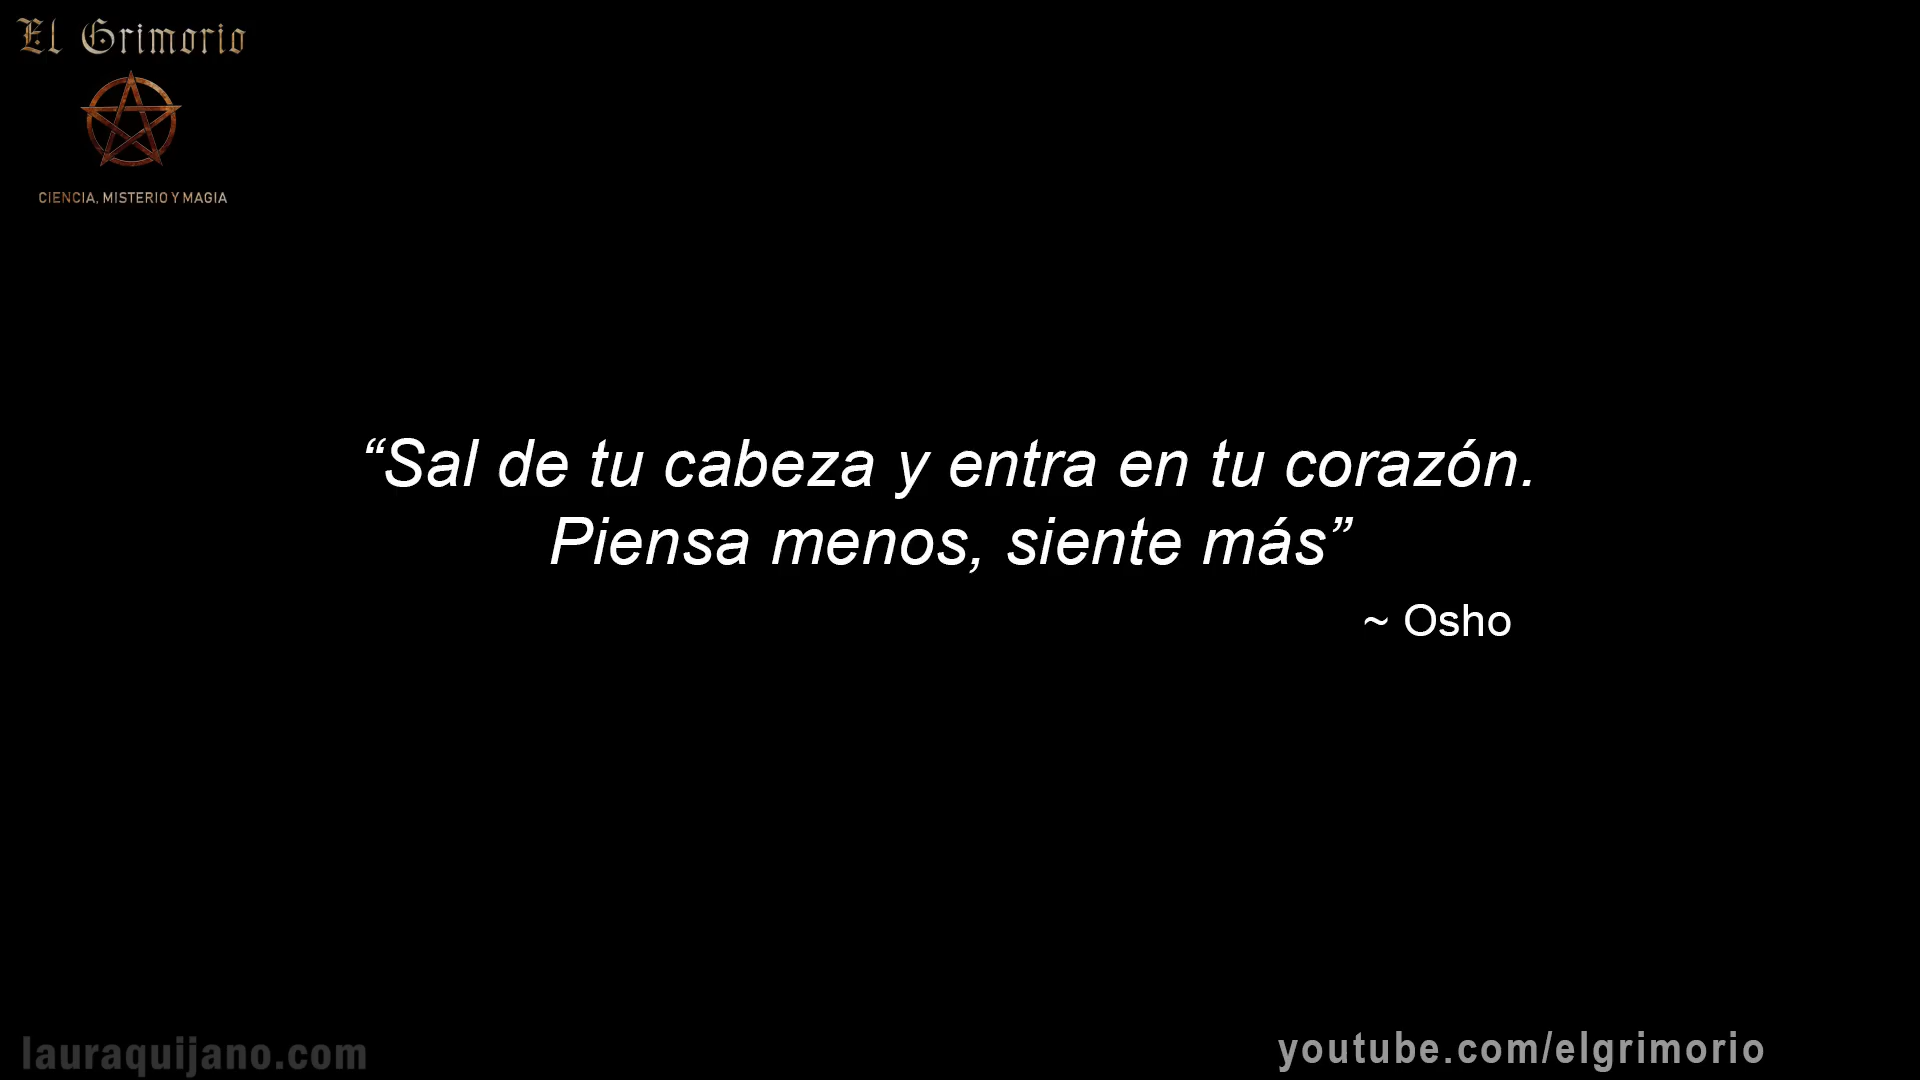 El Grimorio
CIENCIA, MISTERIO Y MAGIA
“Sal de tu cabeza y entra en tu corazón.
Piensa menos, siente más”
~ Osho
lauraquijano.com
youtube.com/elgrimorio